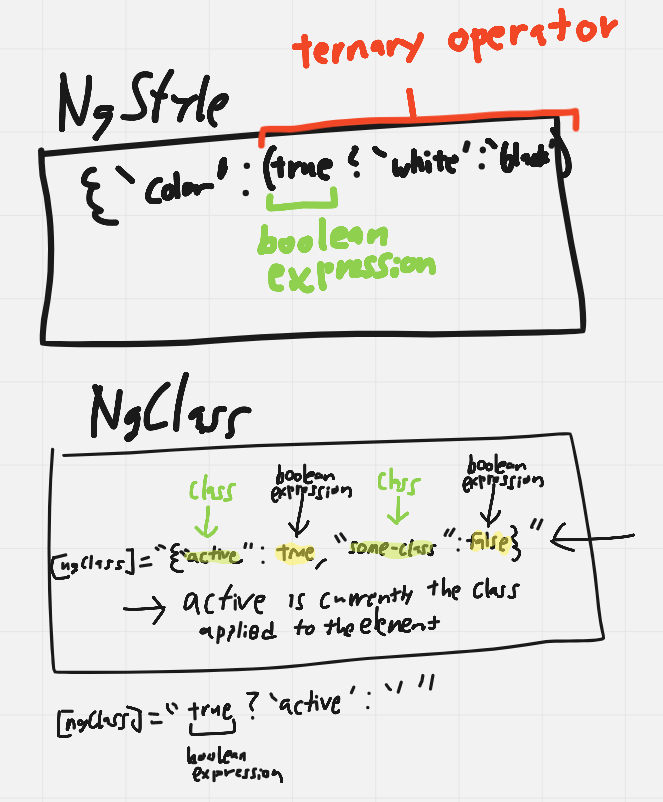 ternary operator
NgStyle
{ `color' : (true ? `white' : `black')
boolean
expression
NgClass
class
boolean
expression
class
boolean
expression
[ngClass]="{"active" : true, "some-class" : false}"
→ active is currently the class
applied to the element
[ngClass]="true ? 'active' : '' "
boolean
expression